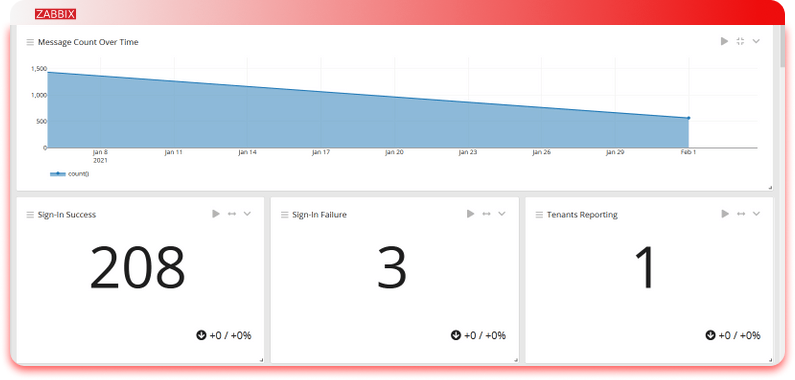 ZABBIX
Message Count Over Time
1,500
1,000
500
0
Jan 8 Jan 11 Jan 14 Jan 17 Jan 20 Jan 23 Jan 26 Jan 29 Feb 1
2021
count()
Sign-In Success
208
+0 / +0%
Sign-In Failure
3
+0 / +0%
Tenants Reporting
1
+0 / +0%